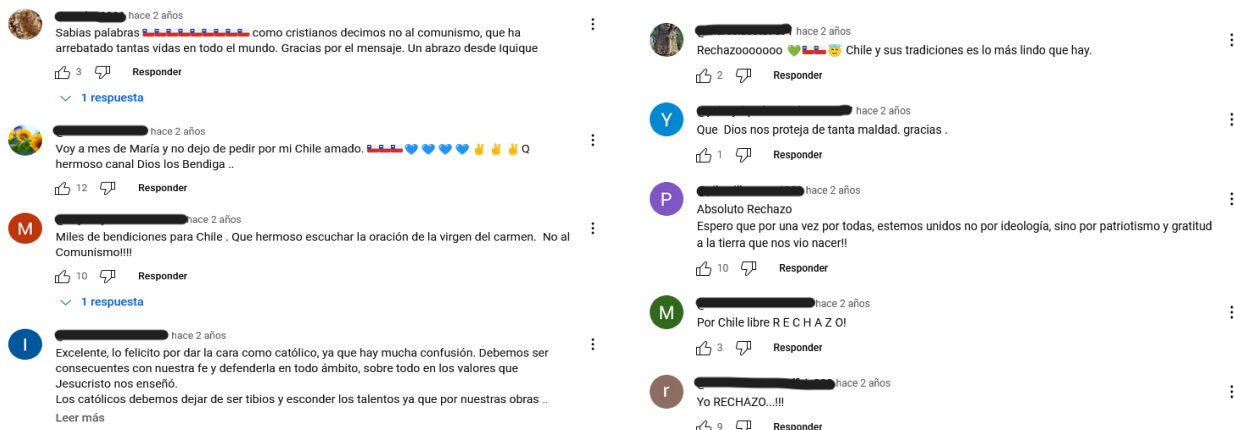 hace 2 años
Sabias palabras 🇨🇱🇨🇱🇨🇱🇨🇱🇨🇱🇨🇱🇨🇱🇨🇱🇨🇱 como cristianos decimos no al comunismo, que ha
arrebatado tantas vidas en todo el mundo. Gracias por el mensaje. Un abrazo desde Iquique
3 Responder
1 respuesta
hace 2 años
Voy a mes de María y no dejo de pedir por mi Chile amado. 🇨🇱🇨🇱🇨🇱💙💙💙💙✌️✌️✌️Q
hermoso canal Dios los Bendiga ..
12 Responder
M
hace 2 años
Miles de bendiciones para Chile . Que hermoso escuchar la oración de la virgen del carmen. No al
Comunismo!!!!
10 Responder
1 respuesta
I
hace 2 años
Excelente, lo felicito por dar la cara como católico, ya que hay mucha confusión. Debemos ser
consecuentes con nuestra fe y defenderla en todo ámbito, sobre todo en los valores que
Jesucristo nos enseñó.
Los católicos debemos dejar de ser tibios y esconder los talentos ya que por nuestras obras ..
Leer más
hace 2 años
Rechazooooooo 💚🇨🇱🇨🇱😇 Chile y sus tradiciones es lo más lindo que hay.
2 Responder
Y
hace 2 años
Que Dios nos proteja de tanta maldad. gracias .
1 Responder
P
hace 2 años
Absoluto Rechazo
Espero que por una vez por todas, estemos unidos no por ideología, sino por patriotismo y gratitud
a la tierra que nos vio nacer!!
10 Responder
M
hace 2 años
Por Chile libre R E C H A Z O!
3 Responder
r
hace 2 años
Yo RECHAZO...!!!
9 Responder